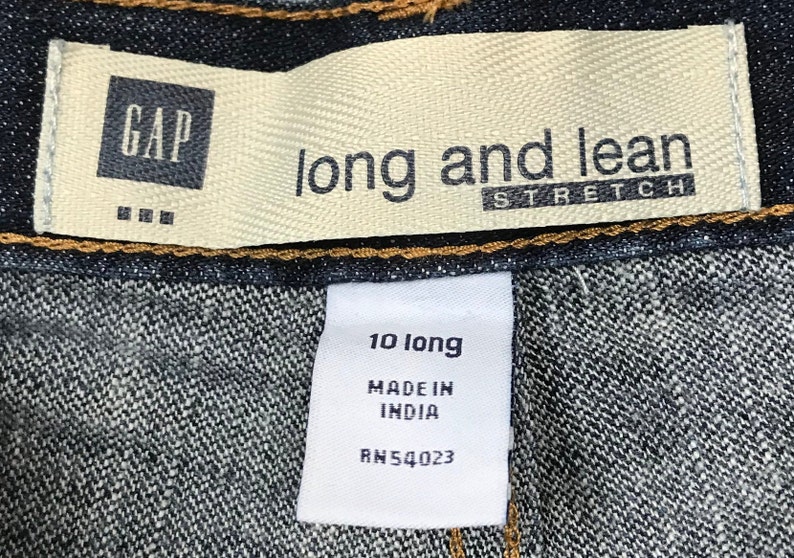 GAP
long and lean
STRETCH
10 long
MADE IN
INDIA
RN54023